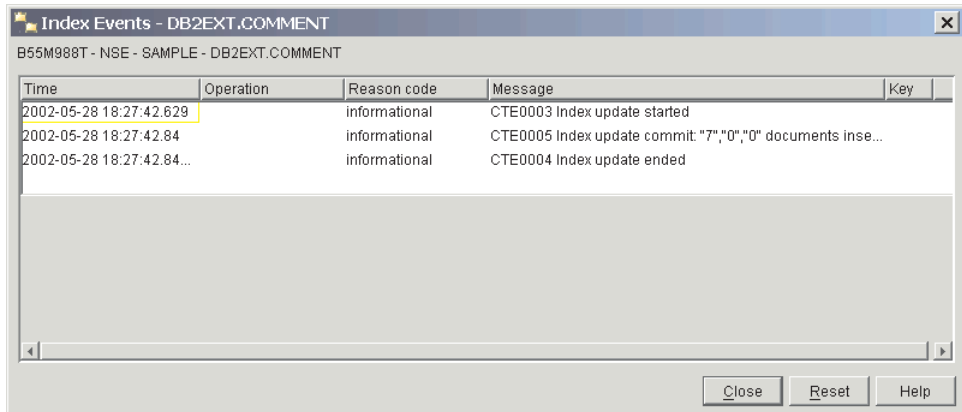 Index Events - DB2EXT.COMMENT
B55M988T - NSE - SAMPLE - DB2EXT.COMMENT
Time Operation Reason code Message Key
2002-05-28 18:27:42.629 informational CTE0003 Index update started
2002-05-28 18:27:42.84 informational CTE0005 Index update commit: "7","0","0" documents inse...
2002-05-28 18:27:42.84... informational CTE0004 Index update ended
Close Reset Help